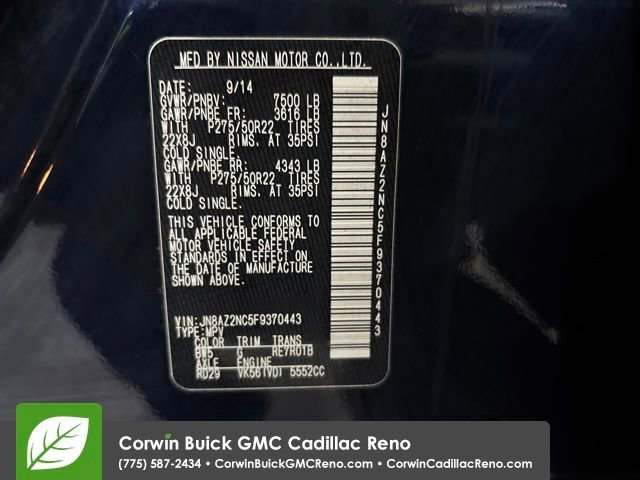 MFD BY NISSAN MOTOR CO.,LTD.
DATE: 9/14
GVWR/PNBV: 7500 LB
GAWR/PNBE FR: 3616 LB
WITH P275/50R22 TIRES
22X8J RIMS. AT 35PSI
COLD SINGLE.
GAWR/PNBE RR: 4343 LB
WITH P275/50R22 TIRES
22X8J RIMS. AT 35PSI
COLD SINGLE.
THIS VEHICLE CONFORMS TO
ALL APPLICABLE FEDERAL
MOTOR VEHICLE SAFETY
STANDARDS IN EFFECT ON
THE DATE OF MANUFACTURE
SHOWN ABOVE.
VIN:JN8AZ2NC5F9370443
TYPE:MPV
COLOR TRIM TRANS
BW5 G RE7R01B
AXLE ENGINE
RD29 VK56(VD) 5552CC
JN8AZ2NC5F9370443
Corwin Buick GMC Cadillac Reno
(775) 587-2434 • CorwinBuickGMCReno.com • CorwinCadillacReno.com